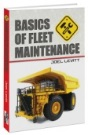 BASICS
OF FLEET
MAINTENANCE
JOEL LEVITT